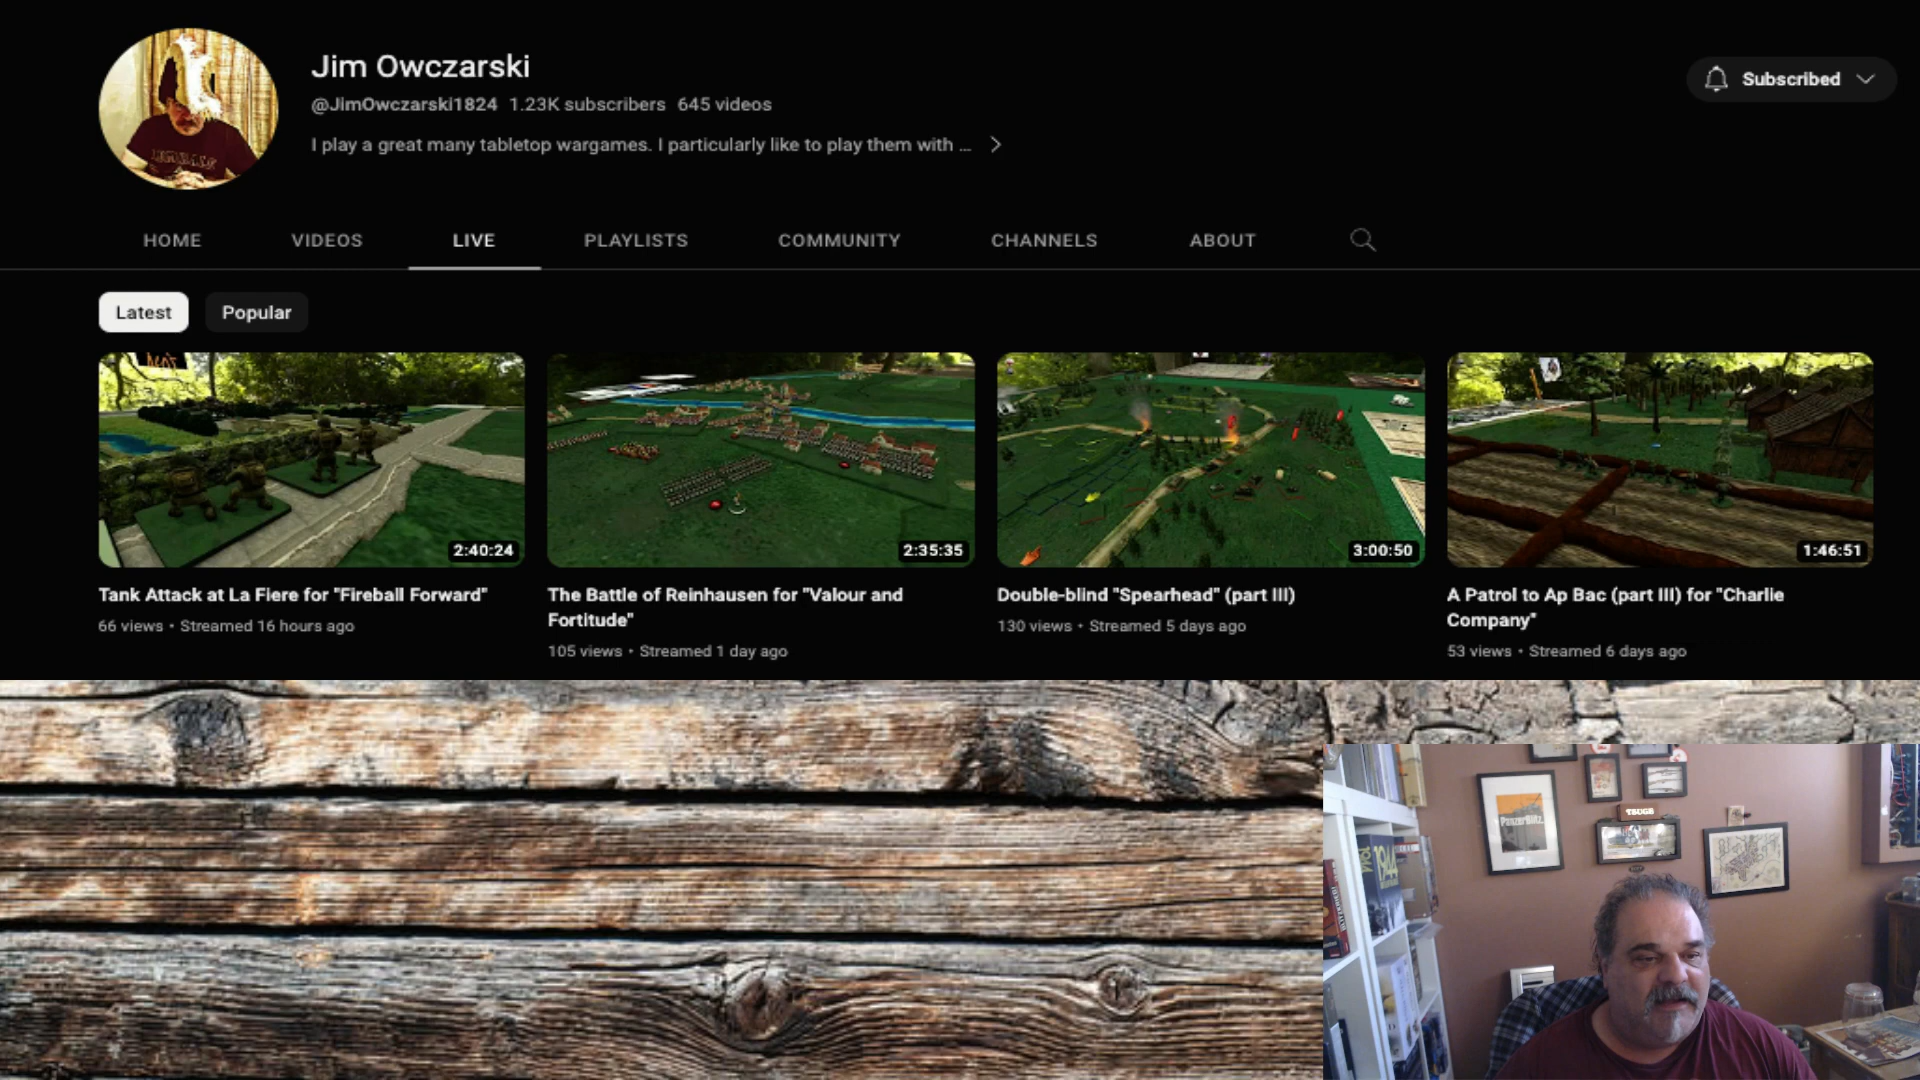 Jim Owczarski
@JimOwczarski1824 1.23K subscribers 645 videos
Subscribed
I play a great many tabletop wargames. I particularly like to play them with ...
HOME VIDEOS LIVE PLAYLISTS COMMUNITY CHANNELS ABOUT
Latest Popular
2:40:24
2:35:35
3:00:50
1:46:51
Tank Attack at La Fiere for "Fireball Forward"
66 views • Streamed 16 hours ago
The Battle of Reinhausen for "Valour and
Fortitude"
105 views • Streamed 1 day ago
Double-blind "Spearhead" (part III)
130 views • Streamed 5 days ago
A Patrol to Ap Bac (part III) for "Charlie
Company"
53 views • Streamed 6 days ago
PanzerBlitz
TSUGB
1944